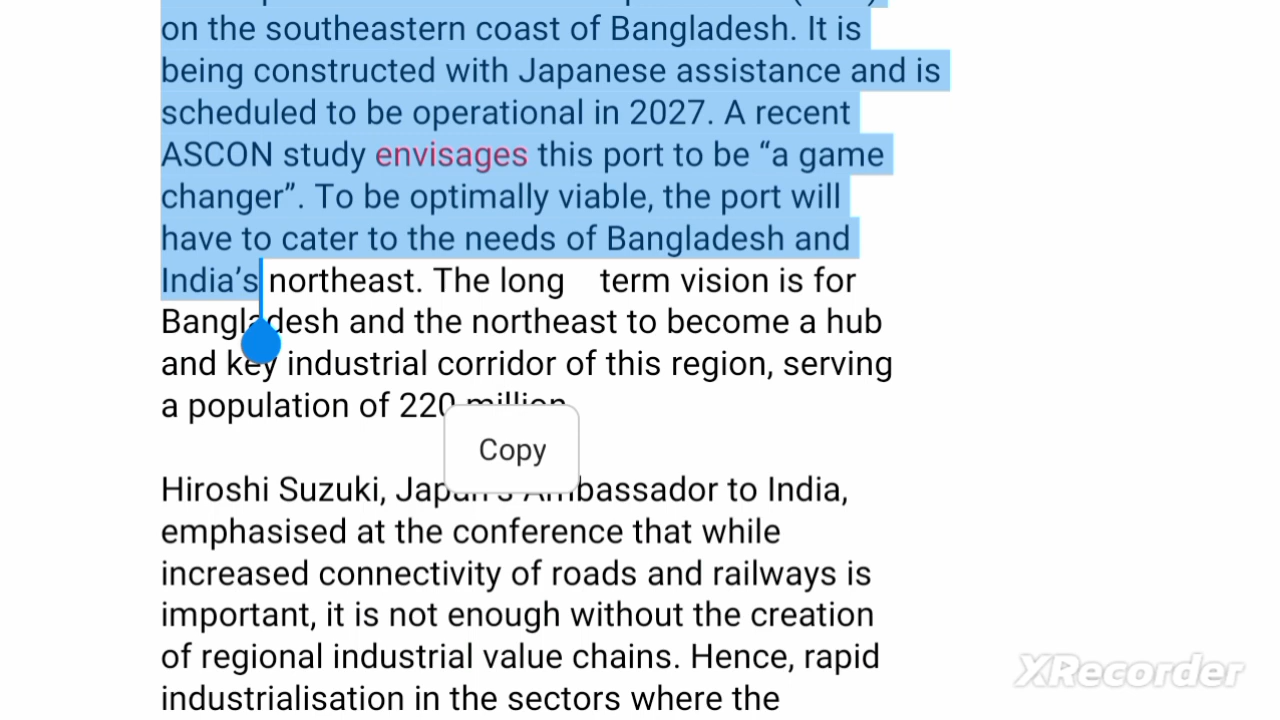 on the southeastern coast of Bangladesh. It is
being constructed with Japanese assistance and is
scheduled to be operational in 2027. A recent
ASCON study envisages this port to be “a game
changer”. To be optimally viable, the port will
have to cater to the needs of Bangladesh and
India’s northeast. The long term vision is for
Bangladesh and the northeast to become a hub
and key industrial corridor of this region, serving
a population of 220 million
Copy
Hiroshi Suzuki, Japan’s Ambassador to India,
emphasised at the conference that while
increased connectivity of roads and railways is
important, it is not enough without the creation
of regional industrial value chains. Hence, rapid
industrialisation in the sectors where the
XRecorder